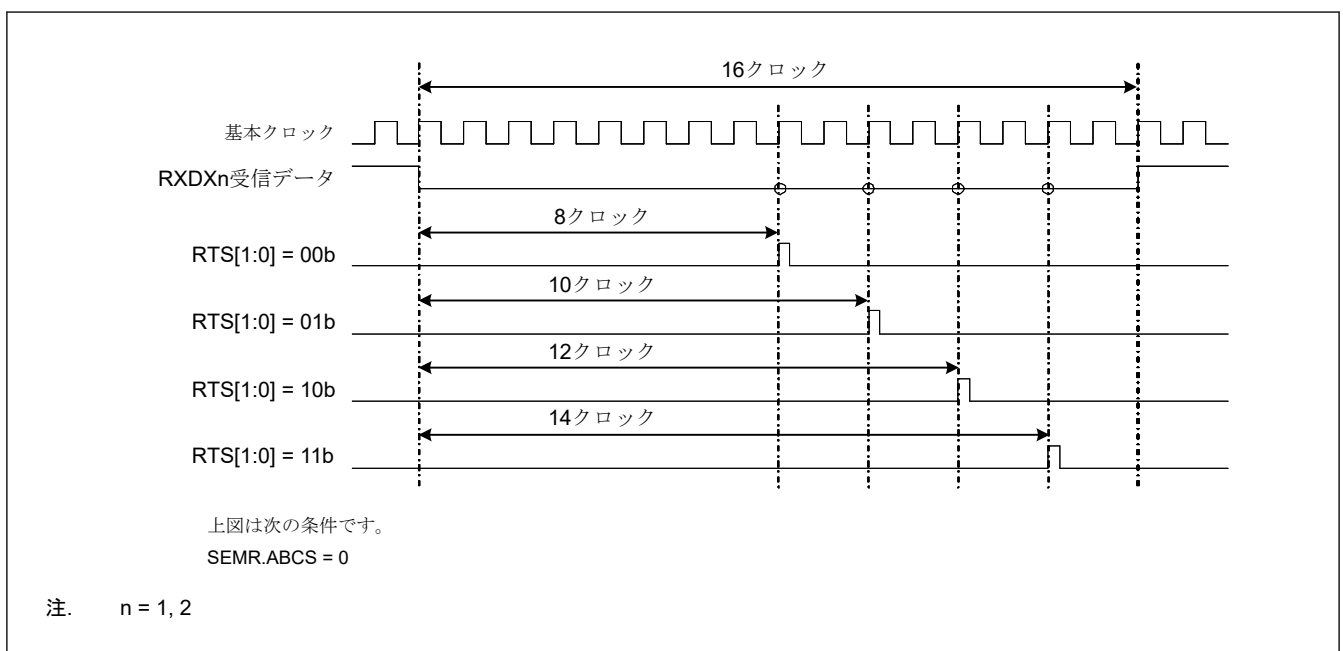 16クロック
基本クロック
RXDXn受信データ
8クロック
RTS[1:0] = 00b
10クロック
RTS[1:0] = 01b
12クロック
RTS[1:0] = 10b
14クロック
RTS[1:0] = 11b
上図は次の条件です。
SEMR.ABCS = 0
注. n = 1, 2